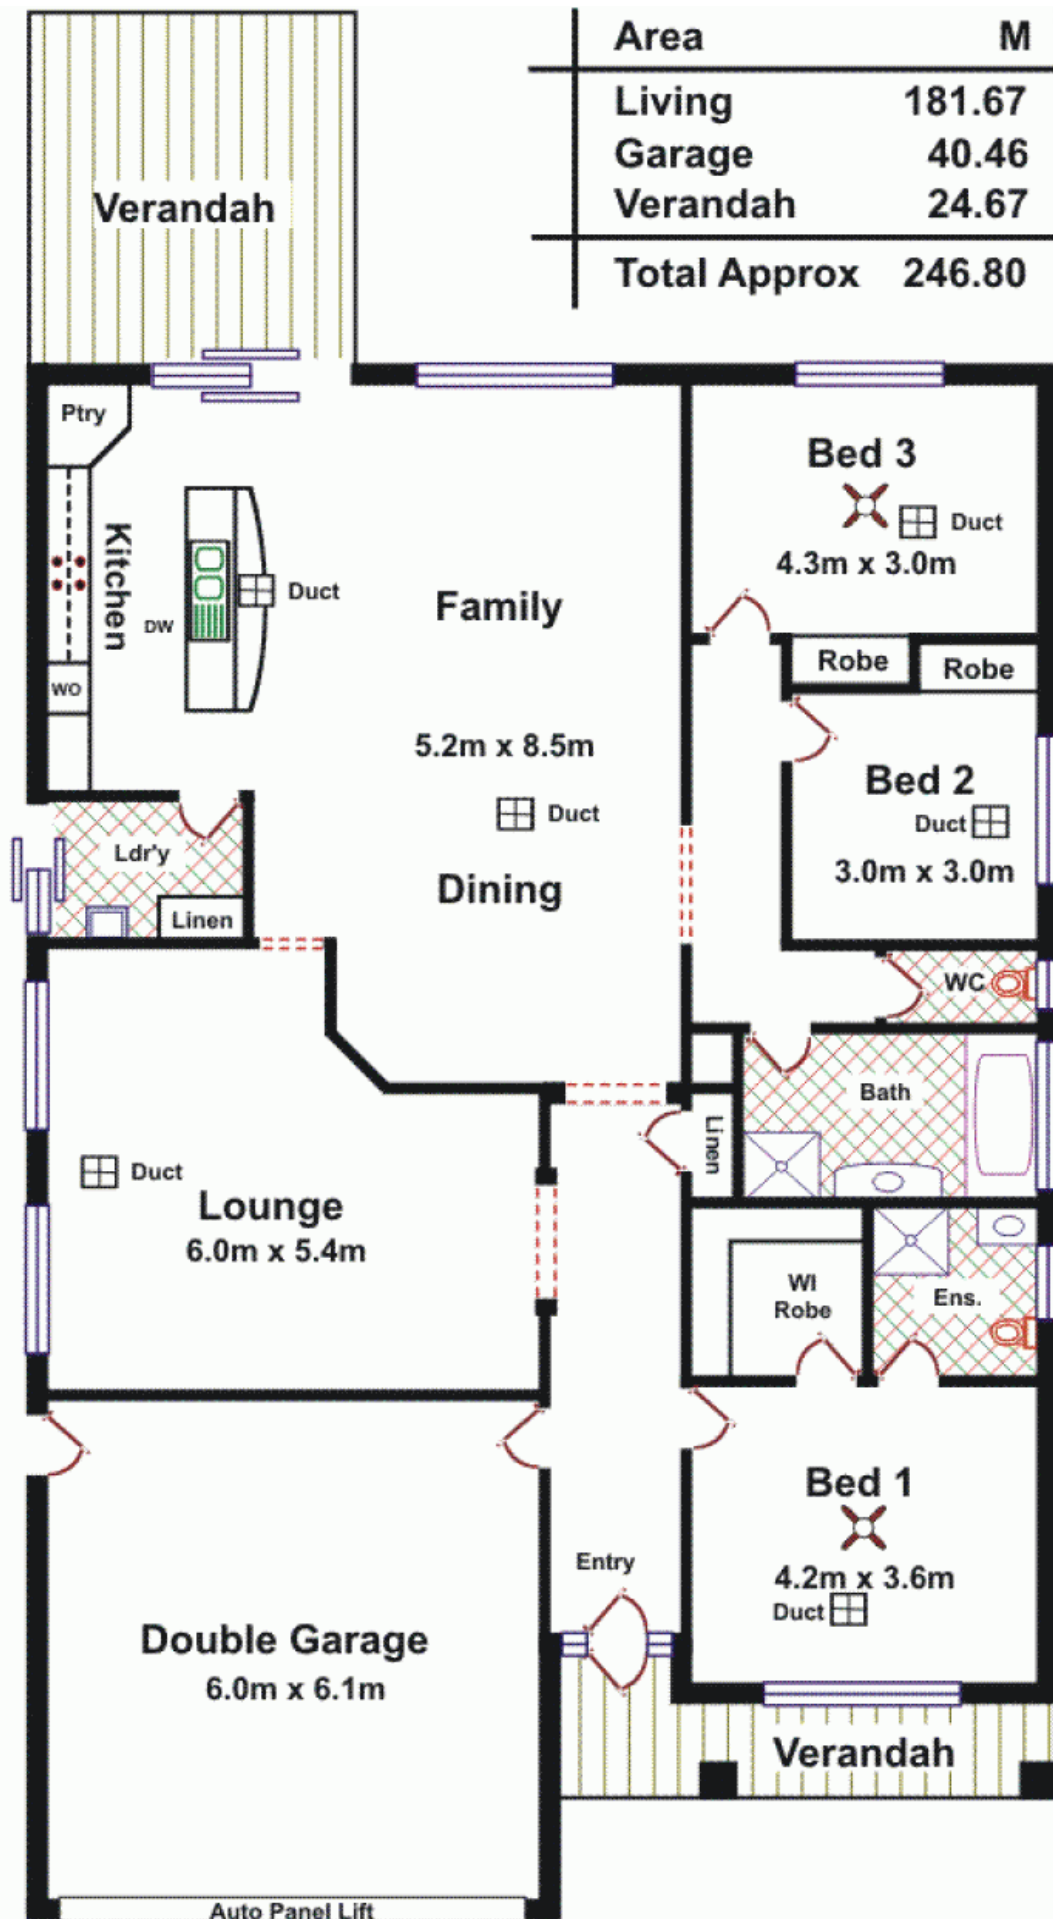 Area M
Living 181.67
Garage 40.46
Verandah 24.67
Total Approx 246.80
Verandah
Ptry
Kitchen
DW
WO
Duct
Family
5.2m x 8.5m
Duct
Dining
Bed 3
Duct
4.3m x 3.0m
Robe
Robe
Bed 2
Duct
3.0m x 3.0m
Ldr'y
Linen
WC
Bath
Linen
Duct
Lounge
6.0m x 5.4m
WI
Robe
Ens.
Bed 1
4.2m x 3.6m
Duct
Entry
Double Garage
6.0m x 6.1m
Verandah
Auto Panel Lift